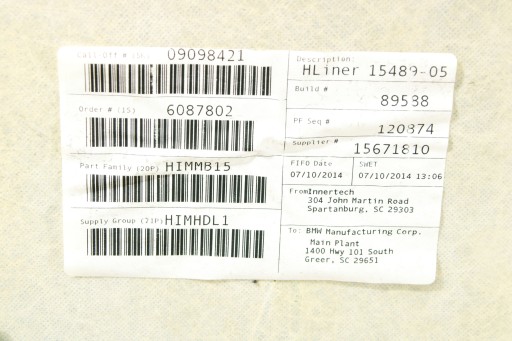 Call Off # (15K) 09098421
Order # (15) 6087802
Part Family (20P) HIMMB15
Supply Group (21P) HIMHDL1
Description:
HLiner 15489-05
Build # 89538
PF Seq # 120874
Supplier # 15671810
FIFO Date SWET
07/10/2014 07/10/2014 13:06
from Innertech
304 John Martin Road
Spartanburg, SC 29303
To: BMW Manufacturing Corp.
Main Plant
1400 Hwy 101 South
Greer, SC 29651